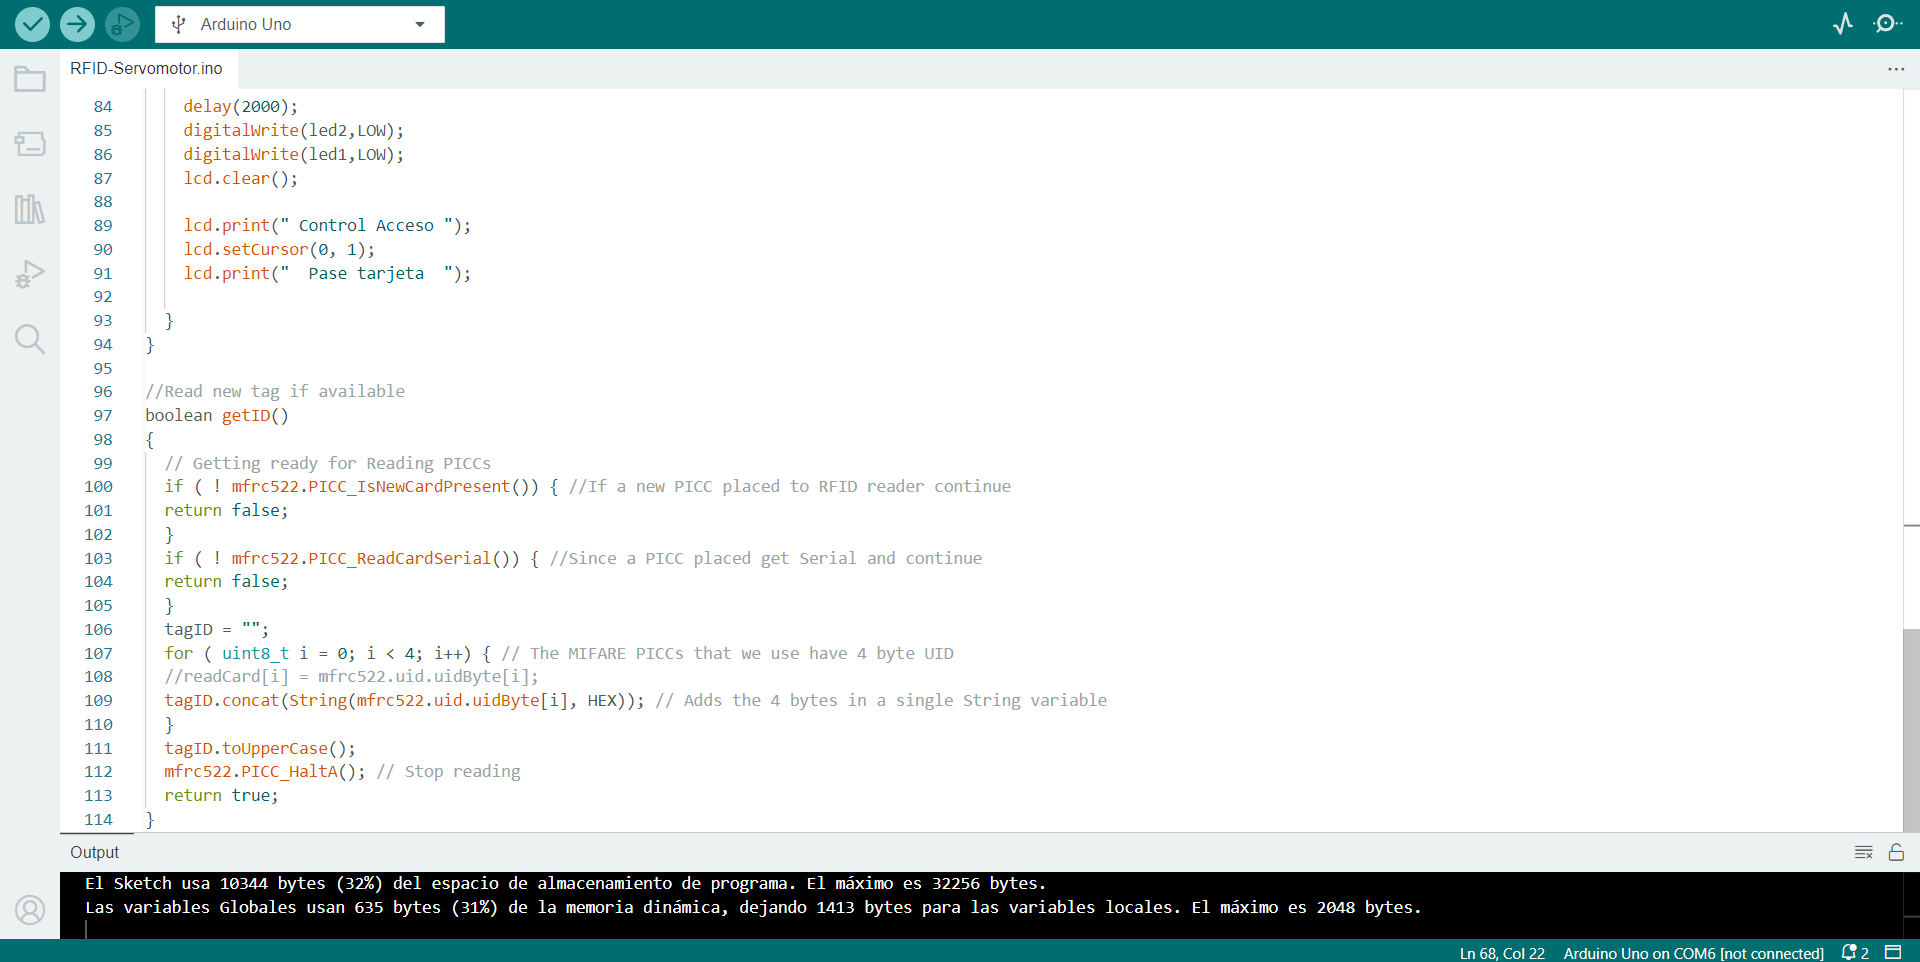 Arduino Uno
RFID-Servomotor.ino
84 delay(2000);
85 digitalWrite(led2,LOW);
86 digitalWrite(led1,LOW);
87 lcd.clear();
88
89 lcd.print(" Control Acceso ");
90 lcd.setCursor(0, 1);
91 lcd.print("  Pase tarjeta  ");
92
93 }
94 }
95
96 //Read new tag if available
97 boolean getID()
98 {
99 // Getting ready for Reading PICCs
100 if ( ! mfrc522.PICC_IsNewCardPresent()) { //If a new PICC placed to RFID reader continue
101 return false;
102 }
103 if ( ! mfrc522.PICC_ReadCardSerial()) { //Since a PICC placed get Serial and continue
104 return false;
105 }
106 tagID = "";
107 for ( uint8_t i = 0; i < 4; i++) { // The MIFARE PICCs that we use have 4 byte UID
108 //readCard[i] = mfrc522.uid.uidByte[i];
109 tagID.concat(String(mfrc522.uid.uidByte[i], HEX)); // Adds the 4 bytes in a single String variable
110 }
111 tagID.toUpperCase();
112 mfrc522.PICC_HaltA(); // Stop reading
113 return true;
114 }
Output
El Sketch usa 10344 bytes (32%) del espacio de almacenamiento de programa. El máximo es 32256 bytes.
Las variables Globales usan 635 bytes (31%) de la memoria dinámica, dejando 1413 bytes para las variables locales. El máximo es 2048 bytes.
Ln 68, Col 22 Arduino Uno on COM6 [not connected] 2